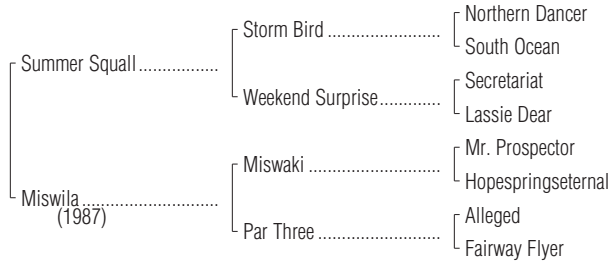 Northern Dancer
Storm Bird ....................
South Ocean
Summer Squall ..............
Secretariat
Weekend Surprise ...........
Lassie Dear
Mr. Prospector
Miswaki .......................
Hopespringseternal
Miswila ........................
(1987)
Alleged
Par Three .....................
Fairway Flyer